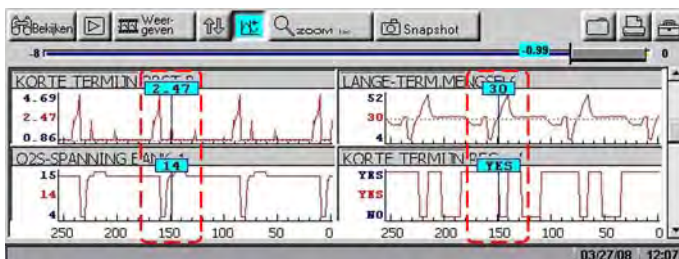 Bekijken Weer-geven ZOOM Snapshot
-8 -0.99 0
KORTE TERMIJN LANGE-TERM.MENGSEL
2.47 30
4.69 52
2.47 30
0.86 4
O2S-SPANNING BANK 1 KORTE TERMIJN
14 YES
15 YES
14 YES
4 NO
250 200 150 100 50 0 250 200 150 100 50 0
03/27/08 12:07